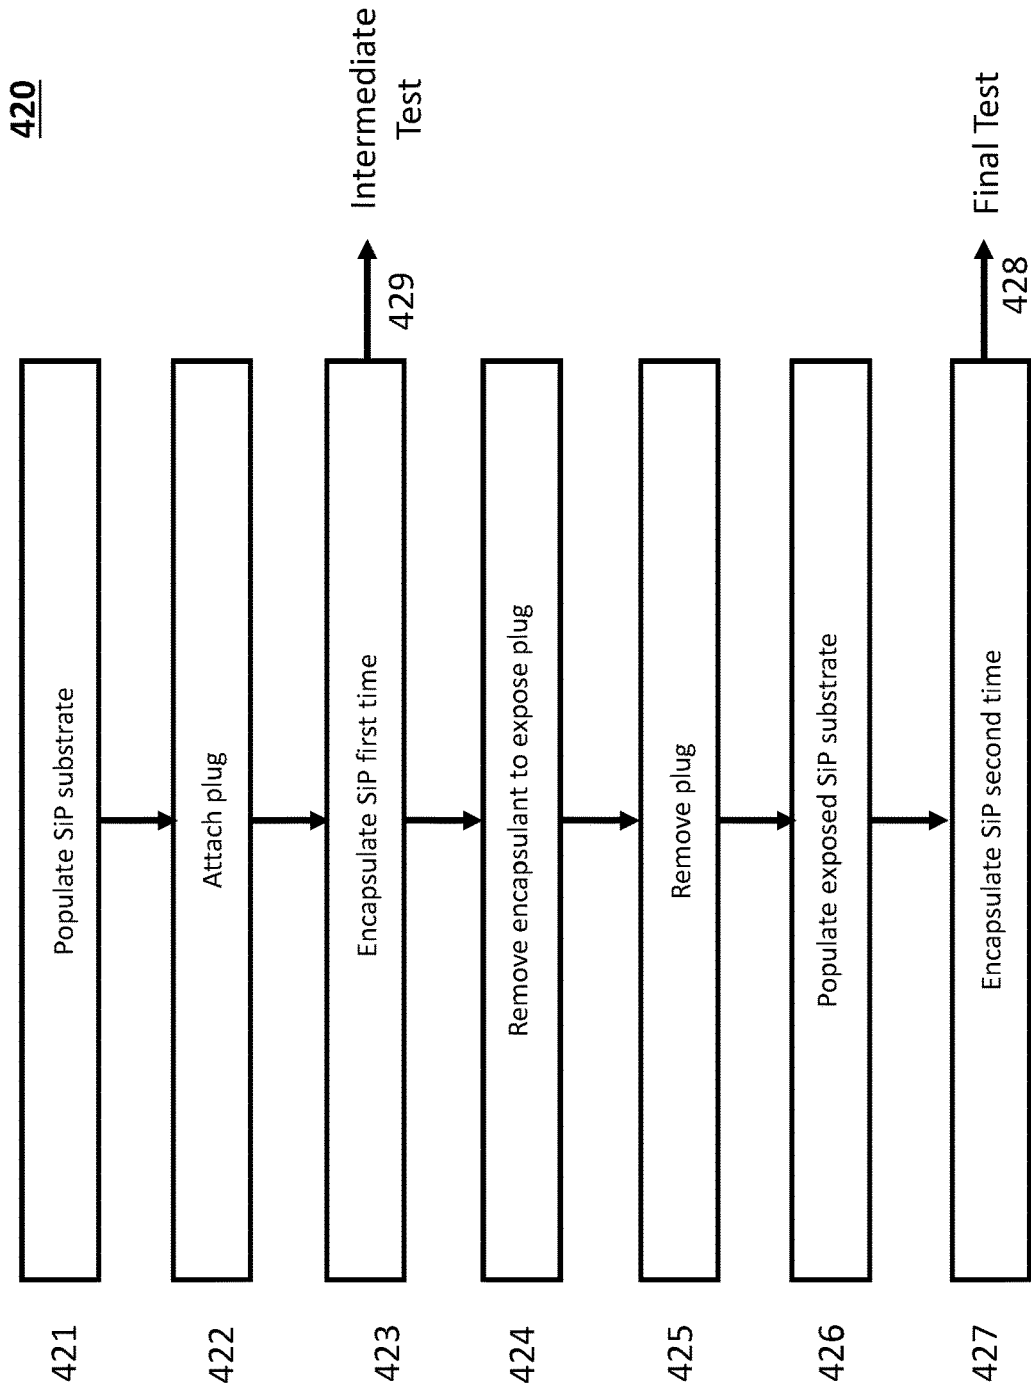 420
421
Populate SiP substrate
422
Attach plug
423
Encapsulate SiP first time
429
Intermediate
Test
424
Remove encapsulant to expose plug
425
Remove plug
426
Populate exposed SiP substrate
427
Encapsulate SiP second time
428
Final Test